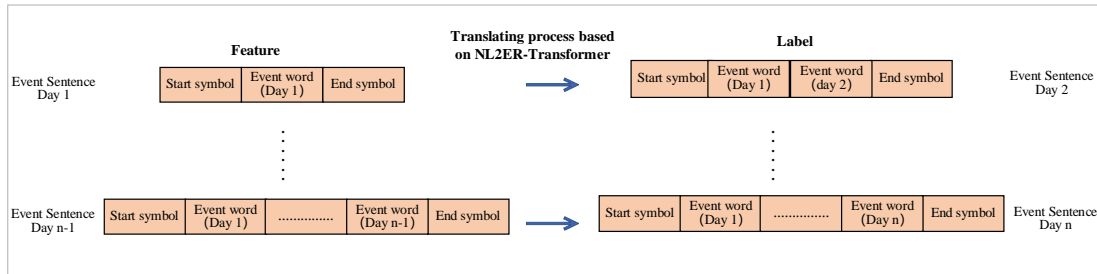 Translating process based
on NL2ER-Transformer
Feature
Label
Event Sentence
Day 1
Start symbol
Event word
(Day 1)
End symbol
Start symbol
Event word
(Day 1)
Event word
(day 2)
End symbol
Event Sentence
Day 2
Event Sentence
Day n-1
Start symbol
Event word
(Day 1)
..............
Event word
(Day n-1)
End symbol
Start symbol
Event word
(Day 1)
...............
Event word
(Day n)
End symbol
Event Sentence
Day n